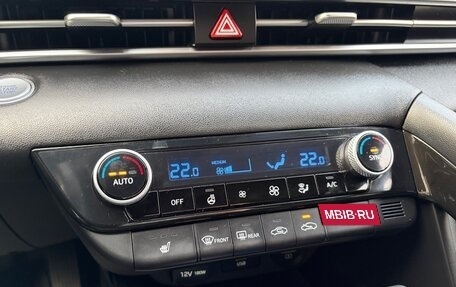 22.0 MEDIUM 22.0
AUTO
SYNC
OFF A/C
FRONT REAR
MBIB·RU
12V 180W